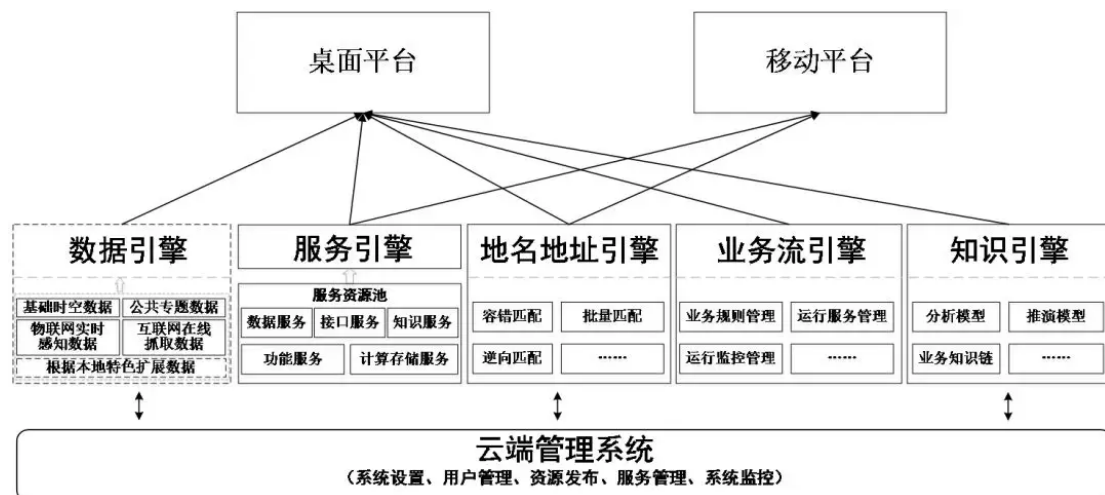 桌面平台
移动平台
数据引擎
基础时空数据
公共专题数据
物联网实时
感知数据
互联网在线
抓取数据
根据本地特色扩展数据
服务引擎
服务资源池
数据服务
接口服务
知识服务
功能服务
计算存储服务
地名地址引擎
容错匹配
批量匹配
逆向匹配
……
业务流引擎
业务规则管理
运行服务管理
运行监控管理
……
知识引擎
分析模型
推演模型
业务知识链
……
云端管理系统
（系统设置、用户管理、资源发布、服务管理、系统监控）